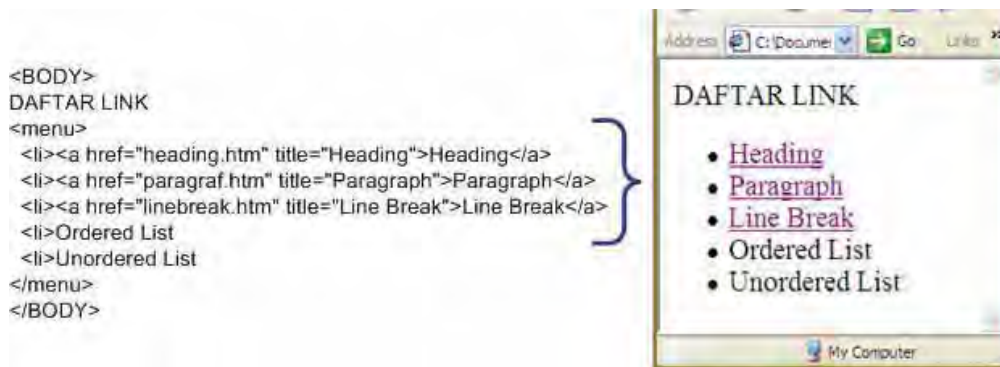 <BODY>
DAFTAR LINK
<menu>
<li><a href="heading.htm" title="Heading">Heading</a>
<li><a href="paragraf.htm" title="Paragraph">Paragraph</a>
<li><a href="linebreak.htm" title="Line Break">Line Break</a>
<li>Ordered List
<li>Unordered List
</menu>
</BODY>
Address C:\Docume Go Links »
DAFTAR LINK
• Heading
• Paragraph
• Line Break
• Ordered List
• Unordered List
My Computer